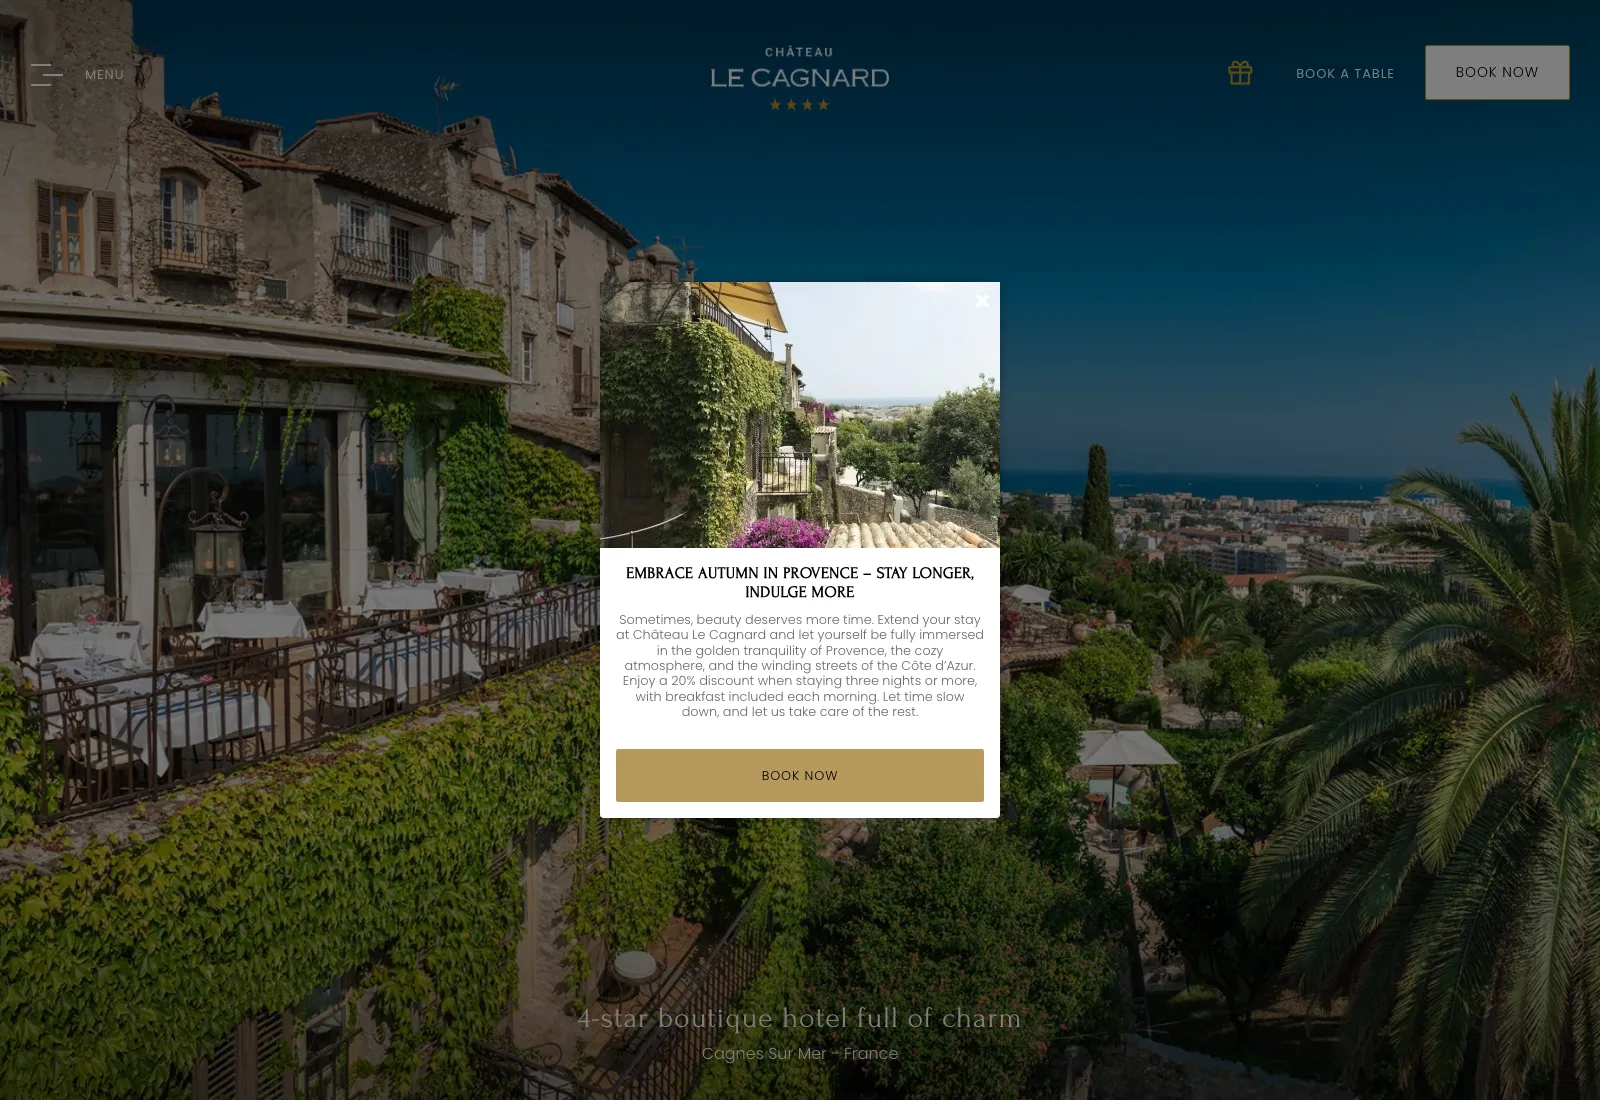 MENU
CHÂTEAU
LE CAGNARD
BOOK A TABLE
BOOK NOW
EMBRACE AUTUMN IN PROVENCE – STAY LONGER,
INDULGE MORE
Sometimes, beauty deserves more time. Extend your stay
at Château Le Cagnard and let yourself be fully immersed
in the golden tranquility of Provence, the cozy
atmosphere, and the winding streets of the Côte d’Azur.
Enjoy a 20% discount when staying three nights or more,
with breakfast included each morning. Let time slow
down, and let us take care of the rest.
BOOK NOW
4-star boutique hotel full of charm
Cagnes Sur Mer - France